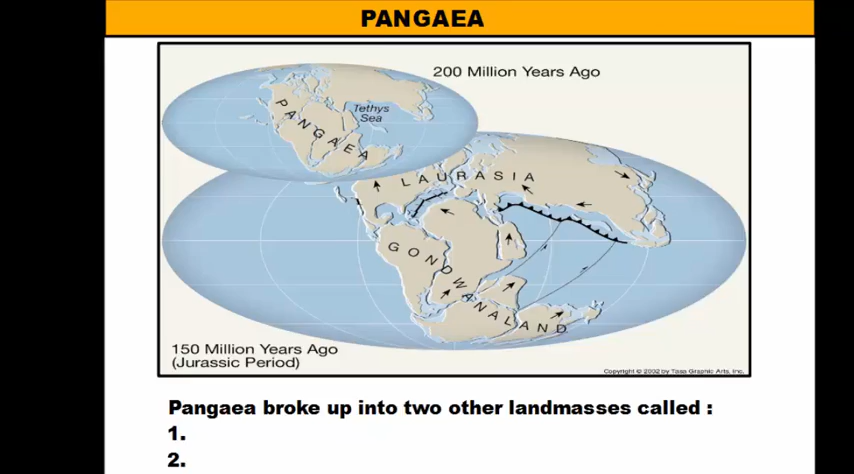 PANGAEA
200 Million Years Ago
Tethys
Sea
PANGAEA
LAURASIA
GONDWANALAND
150 Million Years Ago
(Jurassic Period)
Copyright © 2002 by Tasa Graphic Arts, Inc.
Pangaea broke up into two other landmasses called :
1.
2.